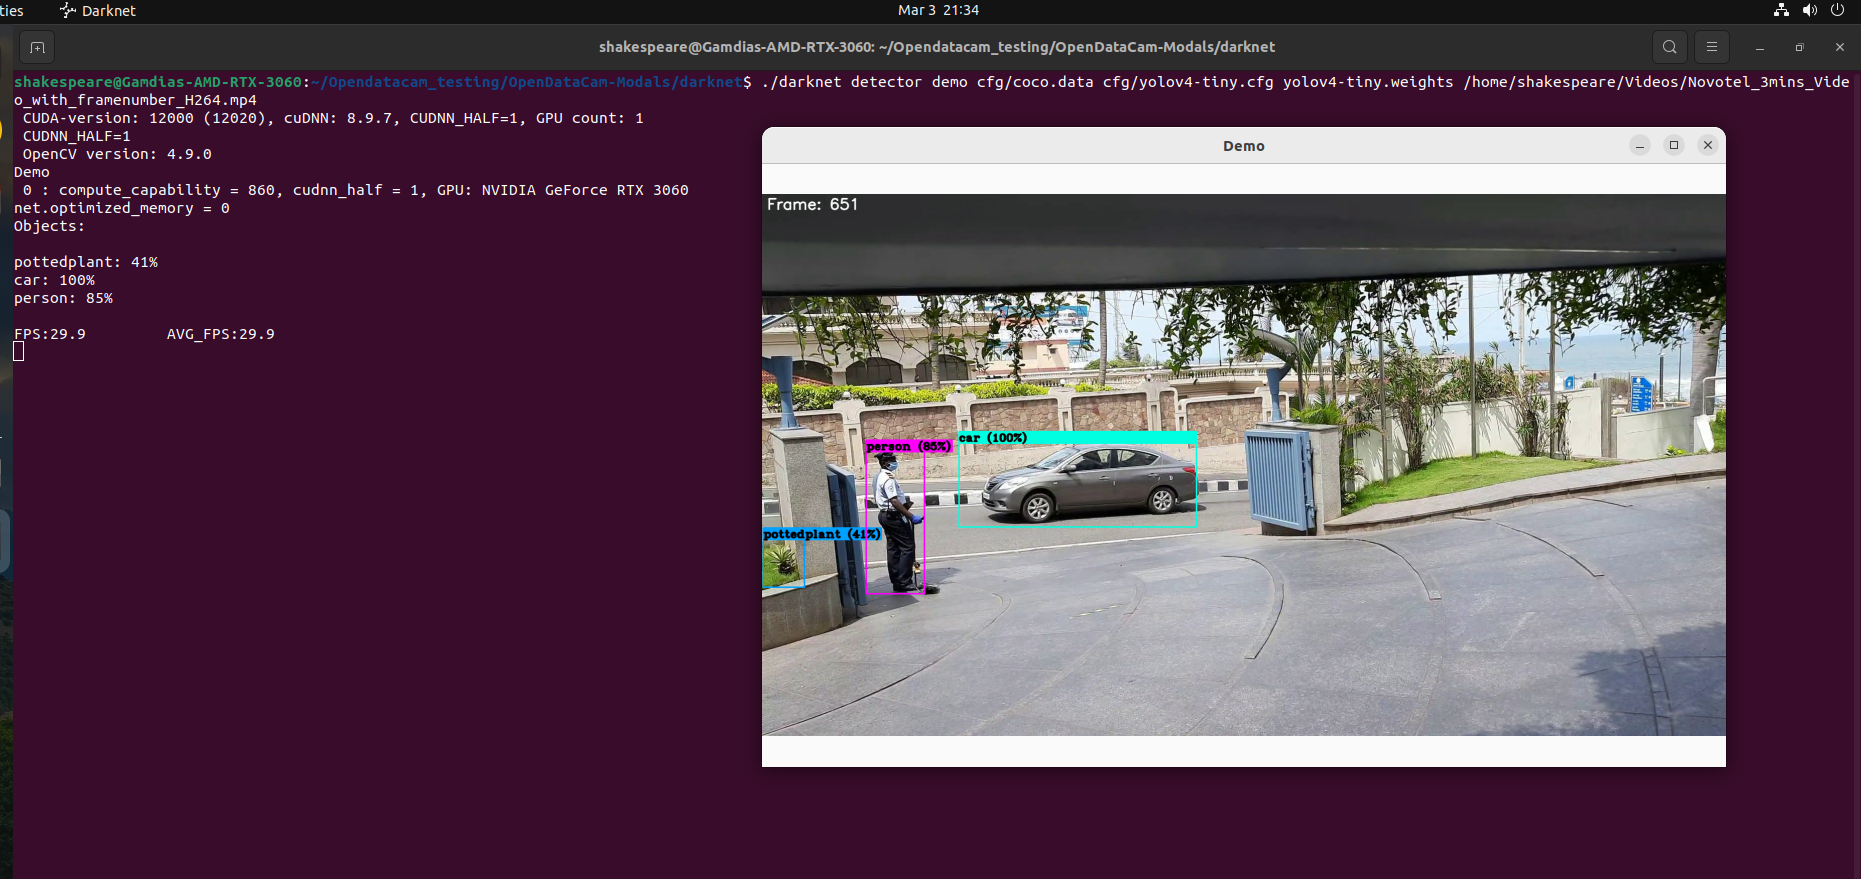 ties Darknet Mar 3 21:34
shakespeare@Gamdias-AMD-RTX-3060: ~/Opendatacam_testing/OpenDataCam-Modals/darknet
shakespeare@Gamdias-AMD-RTX-3060:~/Opendatacam_testing/OpenDataCam-Modals/darknet$ ./darknet detector demo cfg/coco.data cfg/yolov4-tiny.cfg yolov4-tiny.weights /home/shakespeare/Videos/Novotel_3mins_Vide
o_with_framenumber_H264.mp4
CUDA-version: 12000 (12020), cuDNN: 8.9.7, CUDNN_HALF=1, GPU count: 1
CUDNN_HALF=1
OpenCV version: 4.9.0
Demo
0 : compute_capability = 860, cudnn_half = 1, GPU: NVIDIA GeForce RTX 3060
net.optimized_memory = 0
Objects:
pottedplant: 41%
car: 100%
person: 85%
FPS:29.9 AVG_FPS:29.9
Demo
Frame: 651
car (100%)
person (85%)
pottedplant (41%)